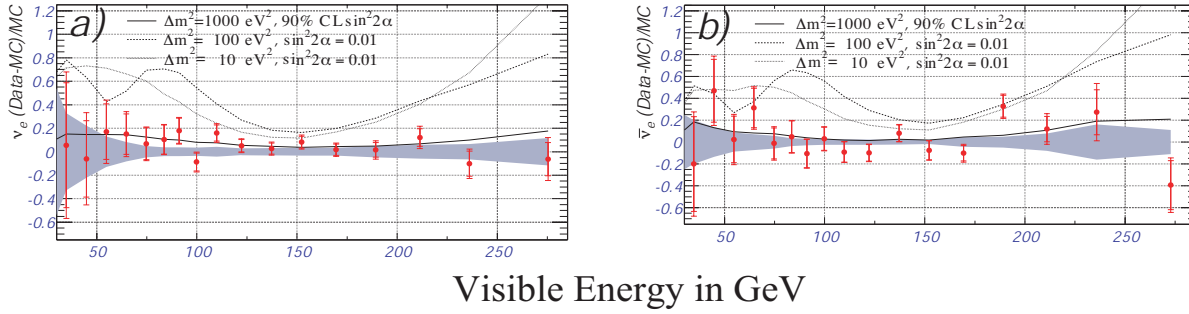 a)
Δm²=1000 eV², 90% CL sin²2α
Δm²= 100 eV², sin²2α = 0.01
Δm²= 10 eV², sin²2α = 0.01
νₑ (Data-MC)/MC
1.2
1
0.8
0.6
0.4
0.2
0
-0.2
-0.4
-0.6
50
100
150
200
250
b)
Δm²=1000 eV², 90% CL sin²2α
Δm²= 100 eV², sin²2α = 0.01
Δm²= 10 eV², sin²2α = 0.01
ν̅ₑ (Data-MC)/MC
1.2
1
0.8
0.6
0.4
0.2
0
-0.2
-0.4
-0.6
50
100
150
200
250
Visible Energy in GeV